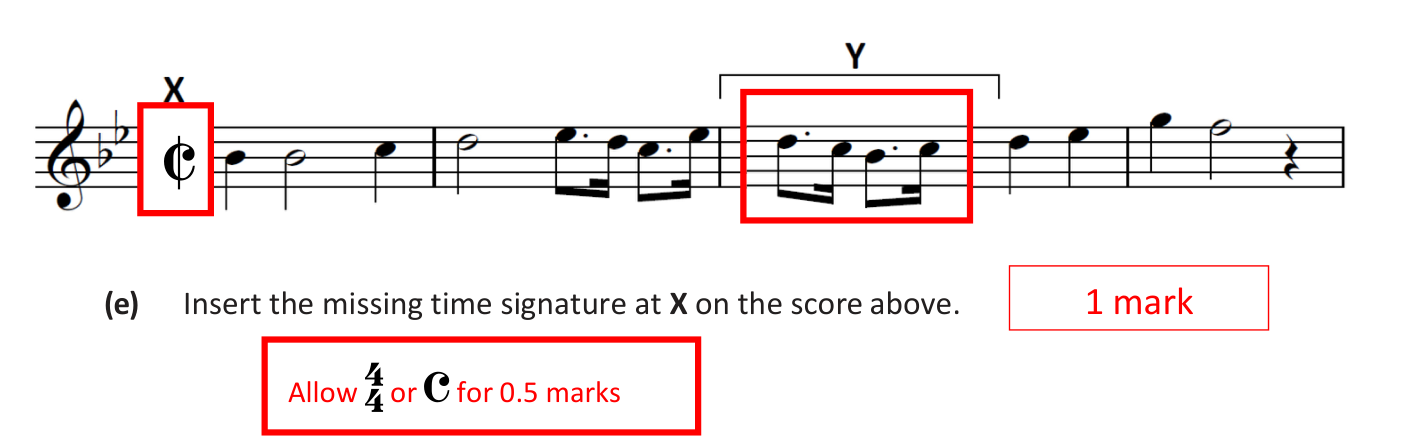 Y
X
(e) Insert the missing time signature at X on the score above.
1 mark
Allow 4/4 or C for 0.5 marks